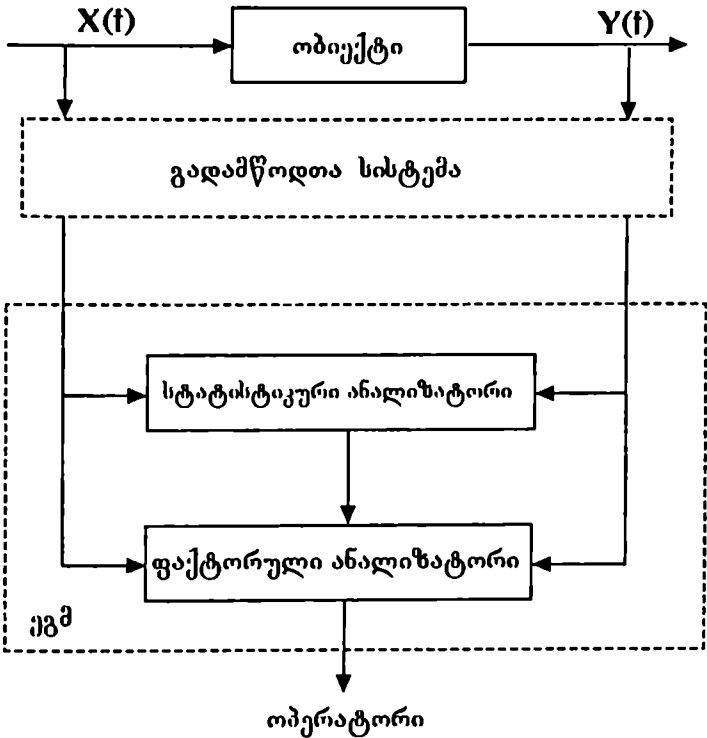 X(t)
Y(t)
ობიექტი
გადამწოდთა სისტემა
სტატისტიკური ანალიზატორი
ფაქტორული ანალიზატორი
ეგმ
ოპერატორი